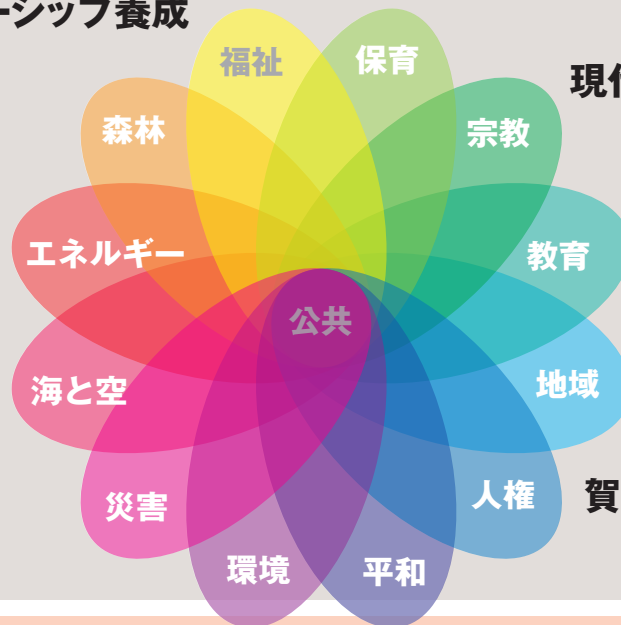 ーシップ養成
福祉
保育
現代
森林
宗教
エネルギー
教育
公共
海と空
地域
災害
人権
賀
環境
平和